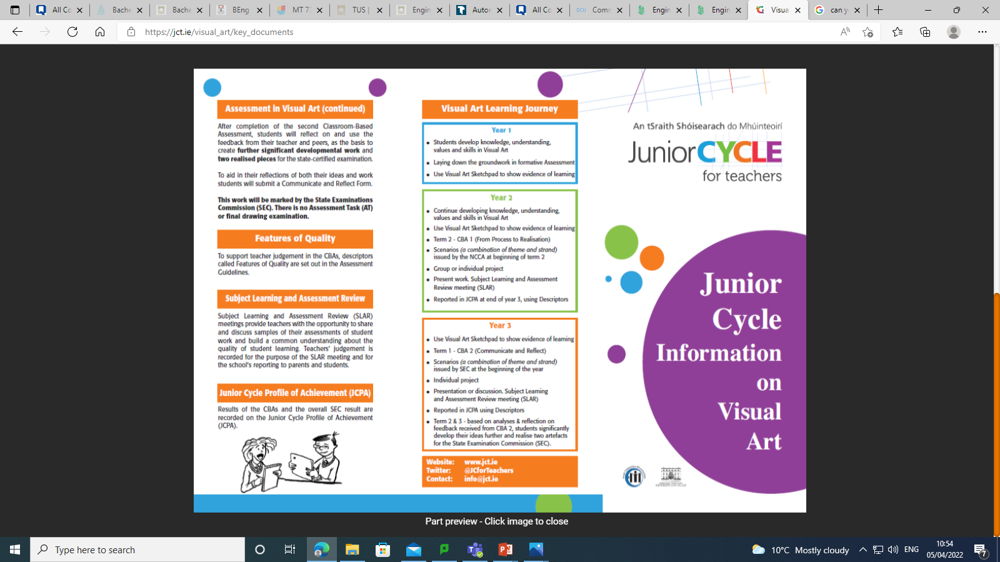 All Cc
Bache
Bache
BEng
MT 73
TUS |
Engin
Autor
All Cc
DCU
Comr
Engin
Engin
Visua
can y
https://jct.ie/visual_art/key_documents
Assessment in Visual Art (continued)
After completion of the second Classroom-Based
Assessment, students will reflect on and use the
feedback from their teacher and peers, as the basis to
create further significant developmental work and
two realised pieces for the state-certified examination.
To aid in their reflections of both their ideas and work
students will submit a Communicate and Reflect Form.
This work will be marked by the State Examinations
Commission (SEC). There is no Assessment Task (AT)
or final drawing examination.
Features of Quality
To support teacher judgement in the CBAs, descriptors
called Features of Quality are set out in the Assessment
Guidelines.
Subject Learning and Assessment Review
Subject Learning and Assessment Review (SLAR)
meetings provide teachers with the opportunity to share
and discuss samples of their assessments of student
work and build a common understanding about the
quality of student learning. Teachers' judgement is
recorded for the purpose of the SLAR meeting and for
the school's reporting to parents and students.
Junior Cycle Profile of Achievement (JCPA)
Results of the CBAs and the overall SEC result are
recorded on the Junior Cycle Profile of Achievement
(JCPA).
Visual Art Learning Journey
Year 1
• Students develop knowledge, understanding,
values and skills in Visual Art
• Laying down the groundwork in formative Assessment
• Use Visual Art Sketchpad to show evidence of learning
Year 2
• Continue developing knowledge, understanding,
values and skills in Visual Art
• Use Visual Art Sketchpad to show evidence of learning
• Term 2 - CBA 1 (From Process to Realisation)
• Scenarios (a combination of theme and strand)
issued by the NCCA at beginning of term 2
• Group or individual project
• Present work. Subject Learning and Assessment
Review meeting (SLAR)
• Reported in JCPA at end of year 3, using Descriptors
Year 3
• Use Visual Art Sketchpad to show evidence of learning
• Term 1 - CBA 2 (Communicate and Reflect)
• Scenarios (a combination of theme and strand)
issued by SEC at the beginning of the year
• Individual project
• Presentation or discussion. Subject Learning
and Assessment Review meeting (SLAR)
• Reported in JCPA using Descriptors
• Term 2 & 3 - based on analyses & reflection on
feedback received from CBA 2, students significantly
develop their ideas further and realise two artefacts
for the State Examination Commission (SEC).
Website: www.jct.ie
Twitter: @JCforTeachers
Contact: info@jct.ie
An tSraith Shóisearach do Mhúinteoirí
JuniorCYCLE
for teachers
Junior
Cycle
Information
on
Visual
Art
Part preview - Click image to close
Type here to search
10°C Mostly cloudy
ENG
10:54
05/04/2022
7